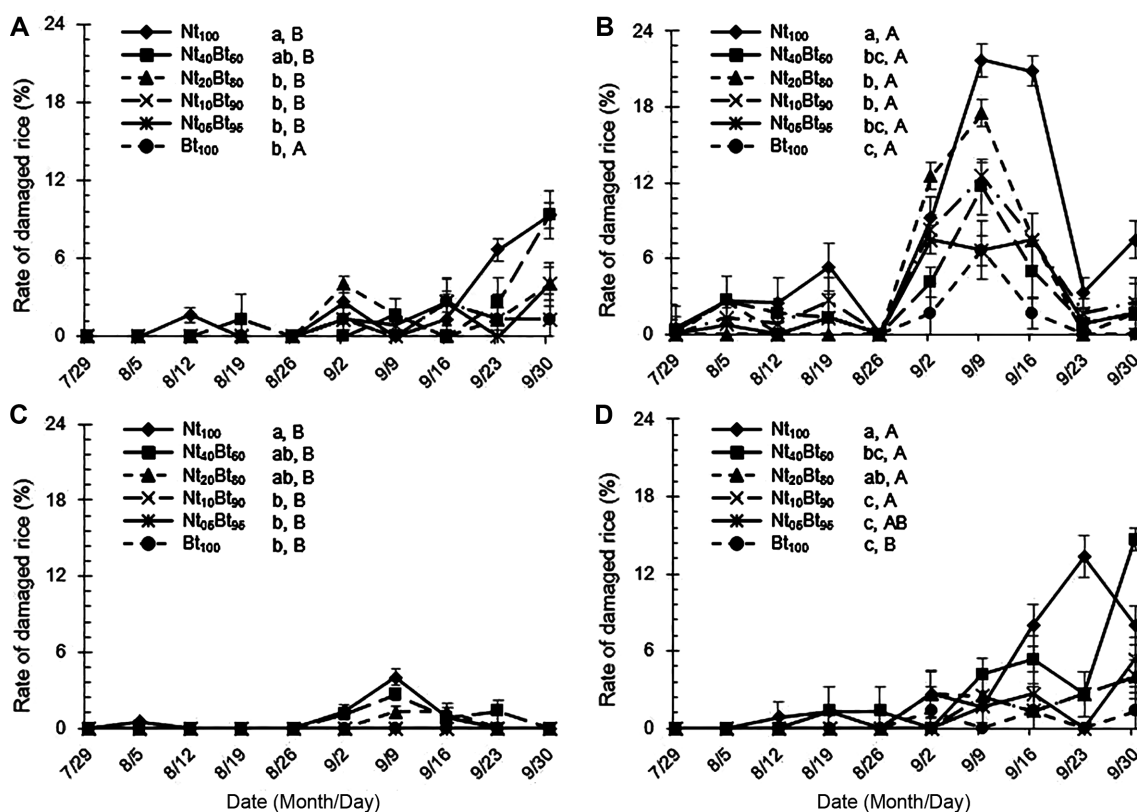 A
Nt100 a, B
Nt40Bt60 ab, B
Nt20Bt80 b, B
Nt10Bt90 b, B
Nt05Bt95 b, B
Bt100 b, A
Rate of damaged rice (%)
24
18
12
6
0
7/29 8/5 8/12 8/19 8/26 9/2 9/9 9/16 9/23 9/30
B
Nt100 a, A
Nt40Bt60 bc, A
Nt20Bt80 b, A
Nt10Bt90 b, A
Nt05Bt95 bc, A
Bt100 c, A
Rate of damaged rice (%)
24
18
12
6
0
7/29 8/5 8/12 8/19 8/26 9/2 9/9 9/16 9/23 9/30
C
Nt100 a, B
Nt40Bt60 ab, B
Nt20Bt80 ab, B
Nt10Bt90 b, B
Nt05Bt95 b, B
Bt100 b, B
Rate of damaged rice (%)
24
18
12
6
0
7/29 8/5 8/12 8/19 8/26 9/2 9/9 9/16 9/23 9/30
Date (Month/Day)
D
Nt100 a, A
Nt40Bt60 bc, A
Nt20Bt80 ab, A
Nt10Bt90 c, A
Nt05Bt95 c, AB
Bt100 c, B
Rate of damaged rice (%)
24
18
12
6
0
7/29 8/5 8/12 8/19 8/26 9/2 9/9 9/16 9/23 9/30
Date (Month/Day)